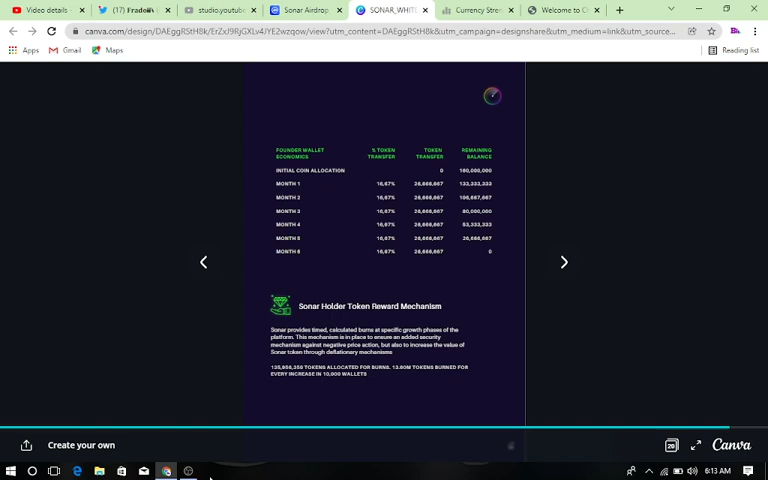 Video details -
(17) Fradoni
studio.youtube
Sonar Airdrop
SONAR_WHIT
Currency Stren
Welcome to C
canva.com/design/DAEggRStH8k/ErZxJ9RjGXLv4JYE2wzqow/view?utm_content=DAEggRStH8k&utm_campaign=designshare&utm_medium=link&utm_source...
Apps
Gmail
Maps
Reading list
FOUNDER WALLET ECONOMICS % TOKEN TRANSFER TOKEN TRANSFER REMAINING BALANCE
INITIAL COIN ALLOCATION 0 160,000,000
MONTH 1 16,67% 26,666,667 133,333,333
MONTH 2 16,67% 26,666,667 106,667,667
MONTH 3 16,67% 26,666,667 80,000,000
MONTH 4 16,67% 26,666,667 53,333,333
MONTH 5 16,67% 26,666,667 26,666,667
MONTH 6 16,67% 26,666,667 0
Sonar Holder Token Reward Mechanism
Sonar provides timed, calculated burns at specific growth phases of the
platform. This mechanism is in place to ensure an added security
mechanism against negative price action, but also to increase the value of
Sonar token through deflationary mechanisms
TOKENS ALLOCATED FOR BURNS. 13.60M TOKENS BURNED FOR
EVERY INCREASE IN 10,000 WALLETS
Create your own
20
Canva
6:13 AM